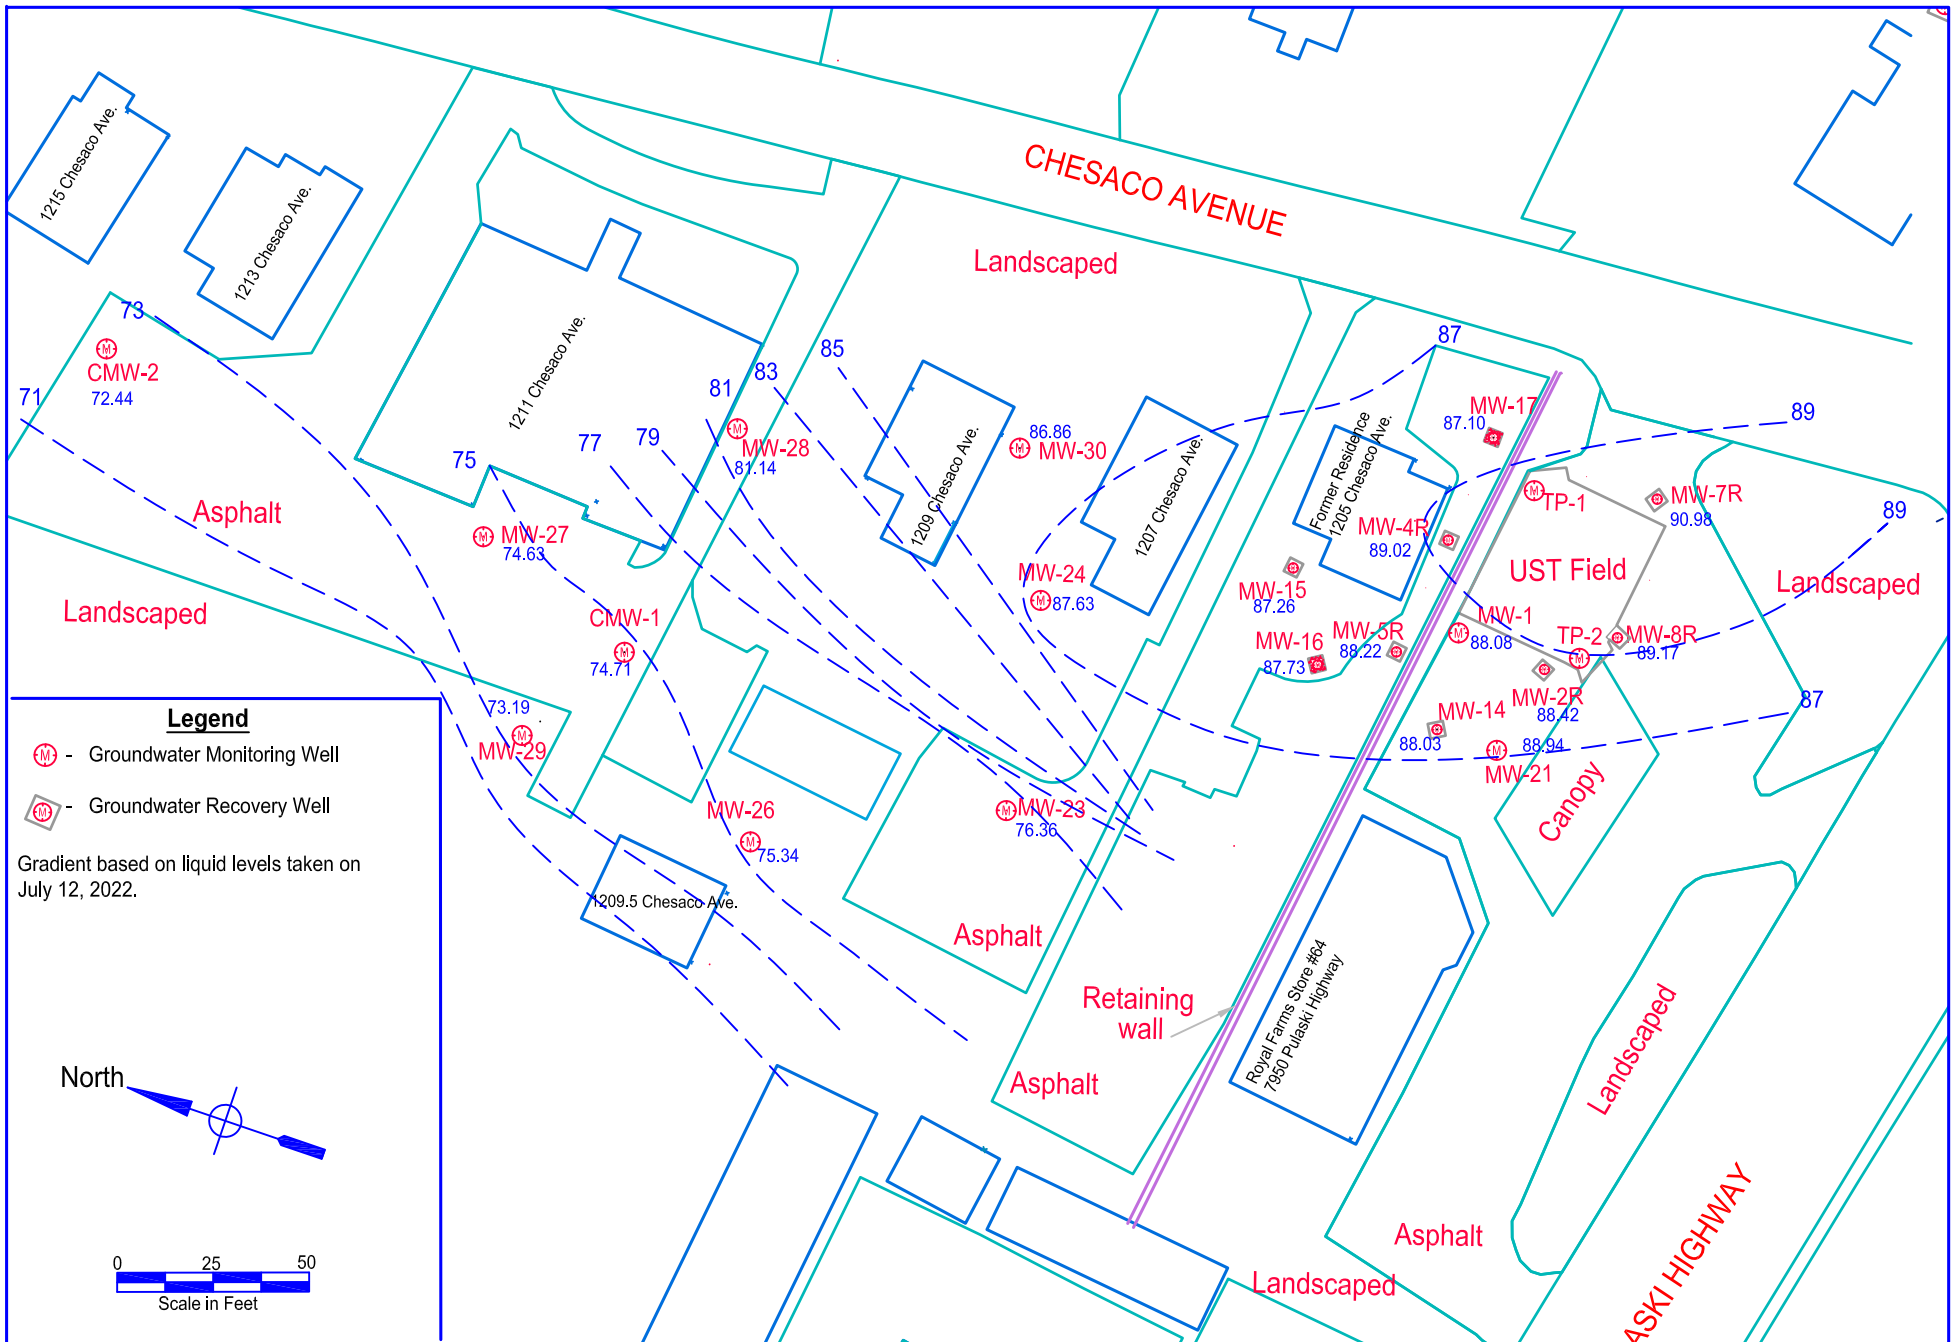 CHESACO AVENUE
1215 Chesaco Ave.
1213 Chesaco Ave.
Landscaped
73
CMW-2
72.44
71
1211 Chesaco Ave.
85
83
81
87
89
MW-17
87.10
MW-28
81.14
77
79
75
86.86
MW-30
1209 Chesaco Ave.
1207 Chesaco Ave.
Former Residence
1205 Chesaco Ave.
TP-1
MW-7R
90.98
89
Asphalt
MW-27
74.63
MW-4R
89.02
UST Field
Landscaped
MW-24
87.63
MW-15
87.26
Landscaped
CMW-1
74.71
MW-16
87.73
MW-5R
88.22
MW-1
88.08
TP-2
MW-8R
89.17
MW-2R
88.42
87
73.19
MW-29
MW-14
88.03
88.94
MW-21
Canopy
MW-26
75.34
MW-23
76.36
1209.5 Chesaco Ave.
Asphalt
Legend
M - Groundwater Monitoring Well
M - Groundwater Recovery Well
Gradient based on liquid levels taken on
July 12, 2022.
Retaining
wall
Royal Farms Store #64
7950 Pulaski Highway
Landscaped
Asphalt
North
Asphalt
Landscaped
ASKI HIGHWAY
0 25 50
Scale in Feet